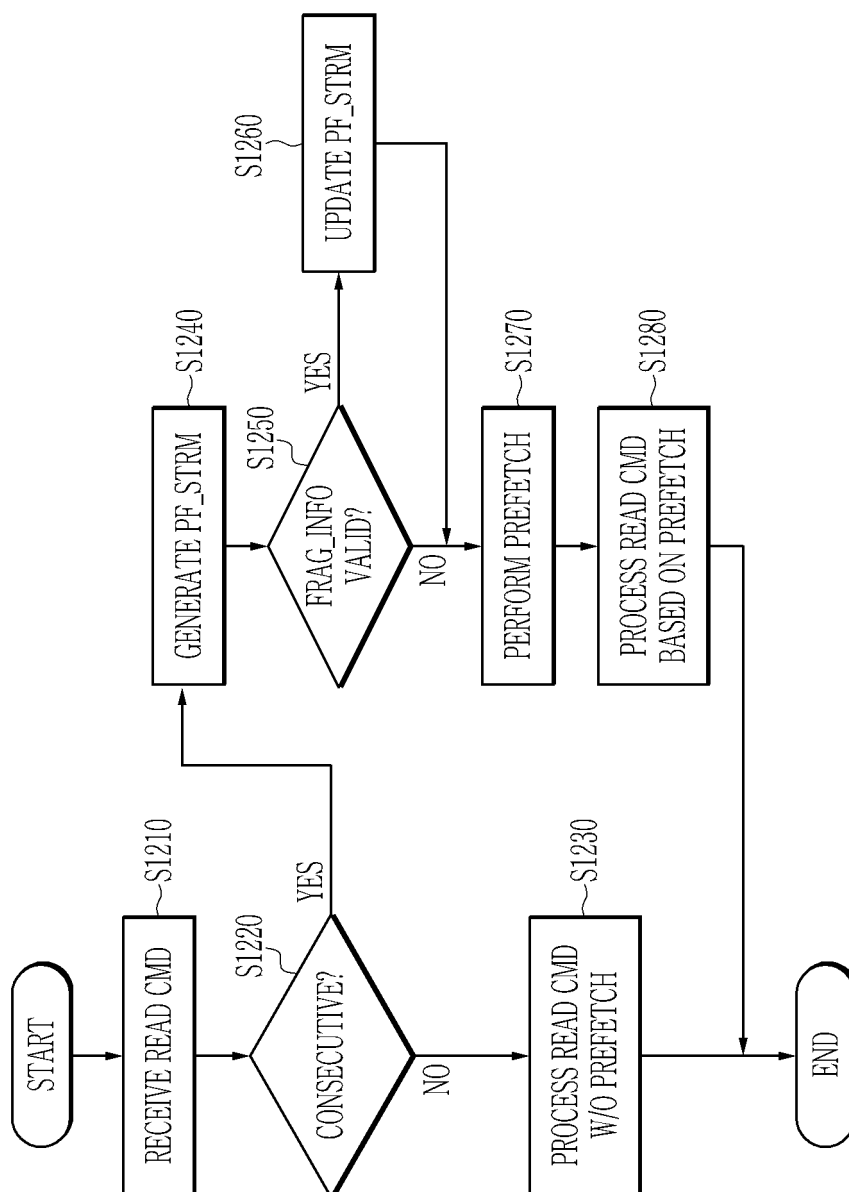 START
S1210
RECEIVE READ CMD
S1220
CONSECUTIVE?
YES
NO
S1230
PROCESS READ CMD
W/O PREFETCH
S1240
GENERATE PF_STRM
S1250
FRAG_INFO
VALID?
YES
NO
S1260
UPDATE PF_STRM
S1270
PERFORM PREFETCH
S1280
PROCESS READ CMD
BASED ON PREFETCH
END